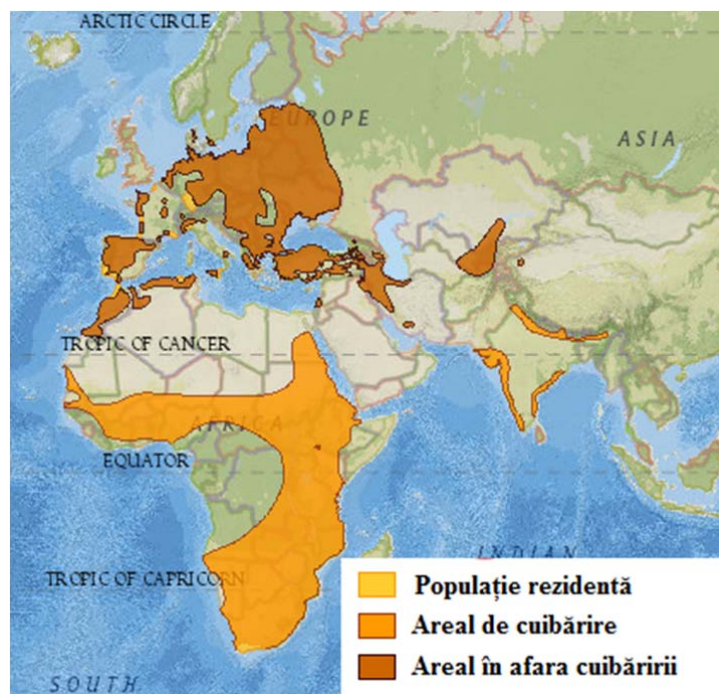 ARCTIC CIRCLE
EUROPE
ASIA
TROPIC OF CANCER
AFRICA
EQUATOR
TROPIC OF CAPRICORN
INDIAN
SOUTH
Populație rezidentă
Areal de cuibărire
Areal în afara cuibăririi